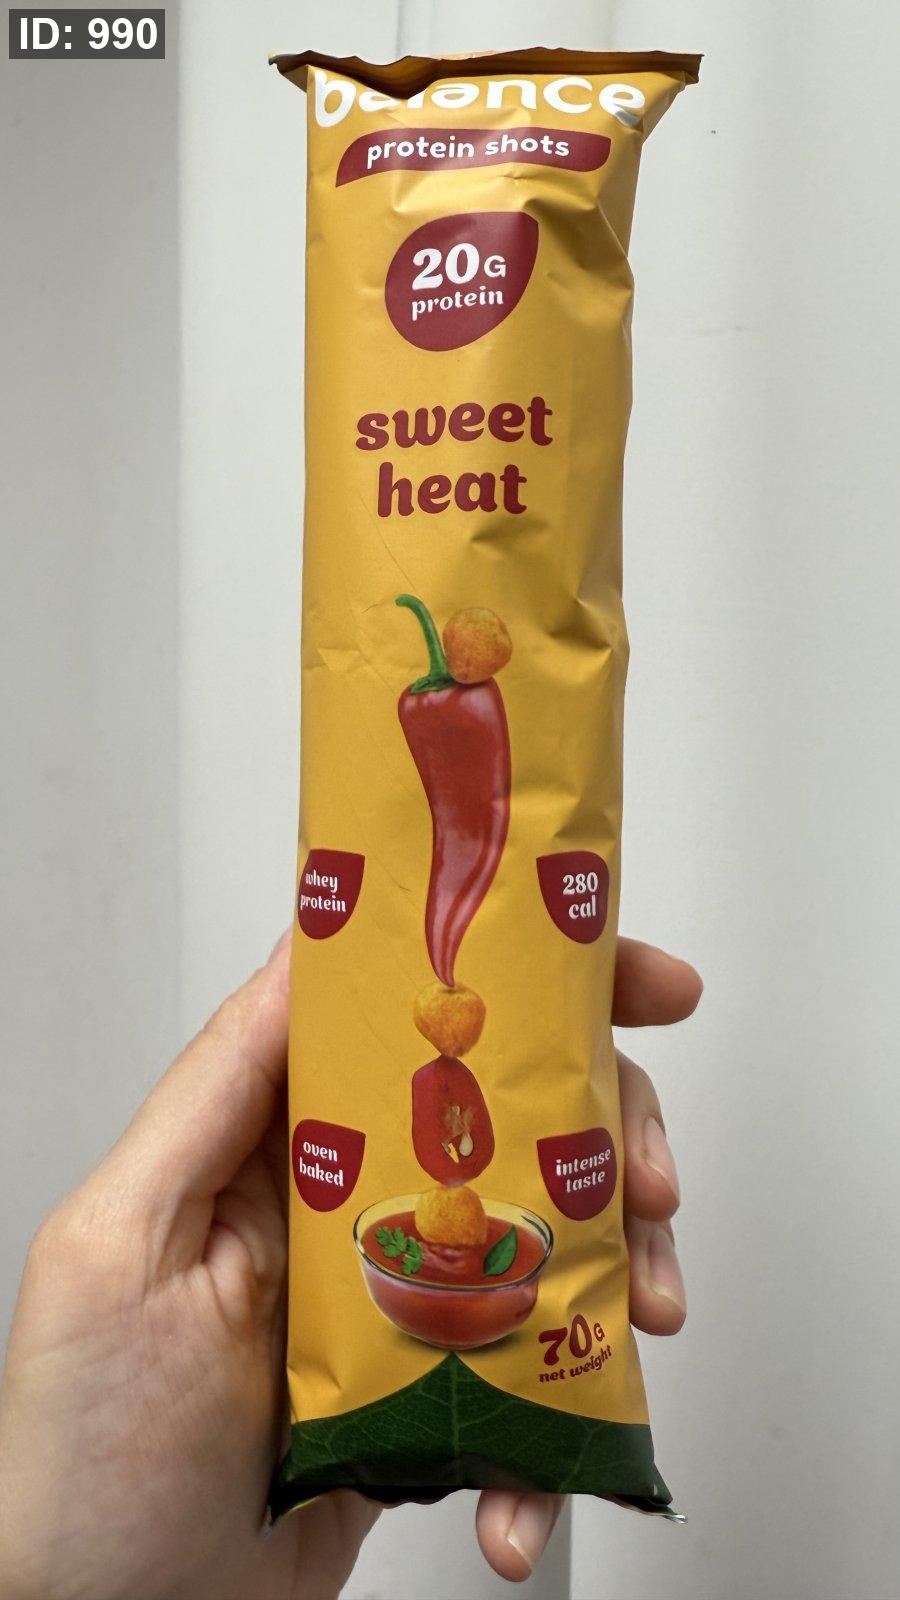 ID: 990
balance
protein shots
20G
protein
sweet
heat
whey
protein
280
cal
oven
baked
intense
taste
70G
net weight